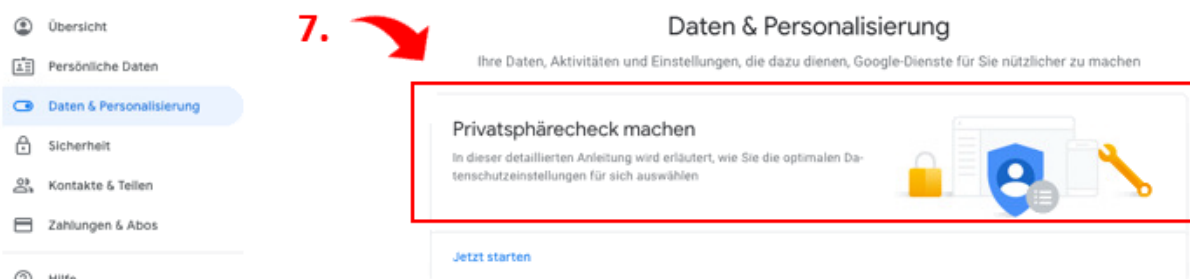 Übersicht
Persönliche Daten
Daten & Personalisierung
Sicherheit
Kontakte & Teilen
Zahlungen & Abos
Hilfe
7.
Daten & Personalisierung
Ihre Daten, Aktivitäten und Einstellungen, die dazu dienen, Google-Dienste für Sie nützlicher zu machen
Privatsphärecheck machen
In dieser detaillierten Anleitung wird erläutert, wie Sie die optimalen Da-
tenschutzeinstellungen für sich auswählen
Jetzt starten